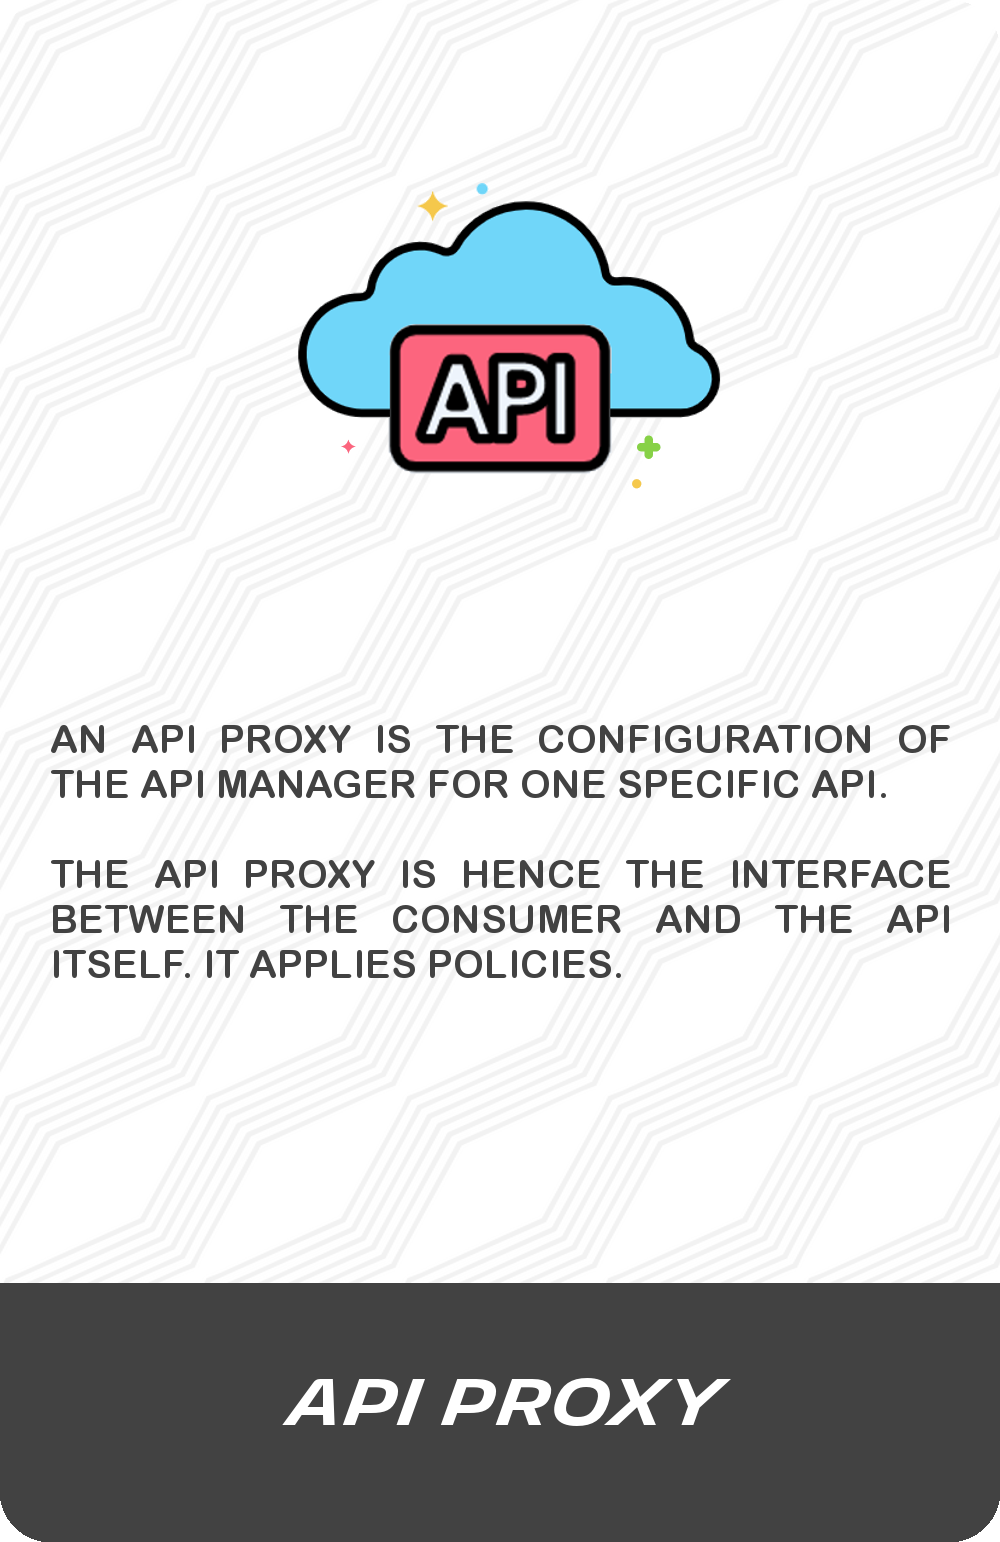 API
AN API PROXY IS THE CONFIGURATION OF
THE API MANAGER FOR ONE SPECIFIC API.
THE API PROXY IS HENCE THE INTERFACE
BETWEEN THE CONSUMER AND THE API
ITSELF. IT APPLIES POLICIES.
API PROXY